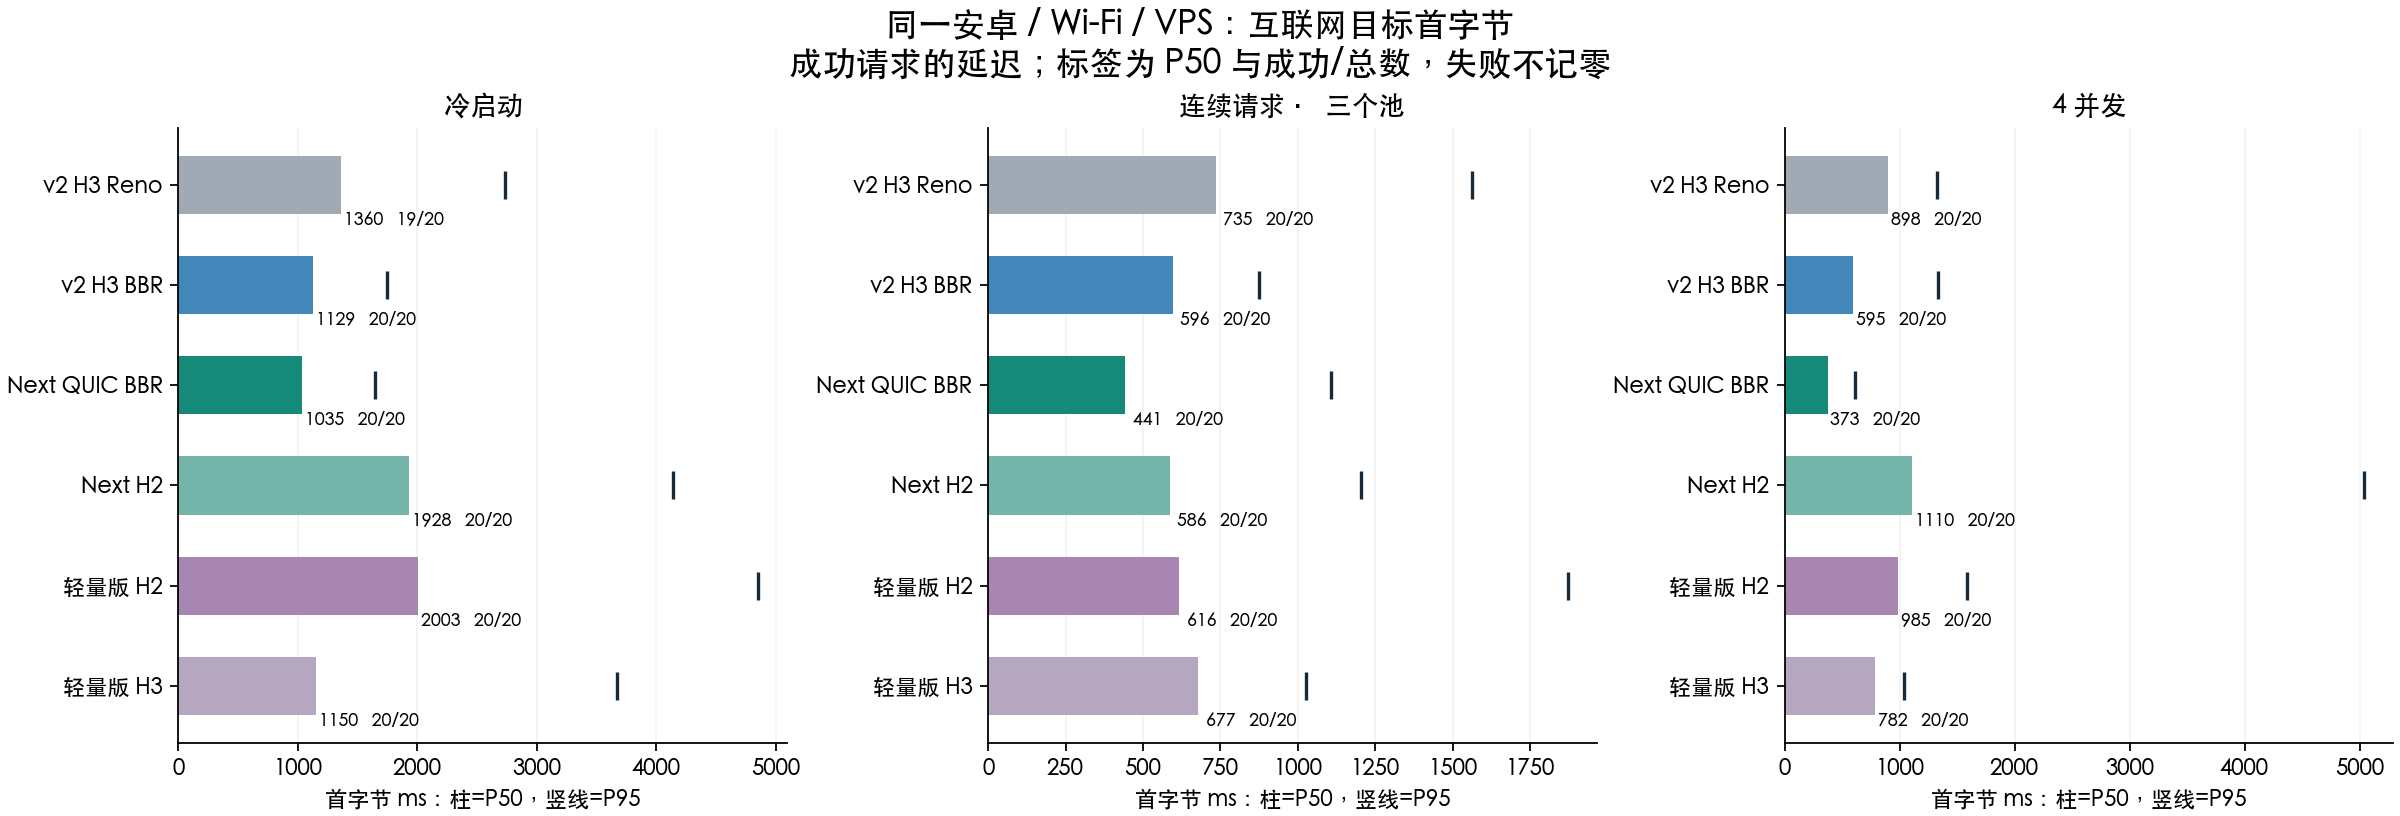 同一安卓 / Wi-Fi / VPS：互联网目标首字节
成功请求的延迟；标签为 P50 与成功/总数，失败不记零
冷启动
v2 H3 Reno
1360 19/20
v2 H3 BBR
1129 20/20
Next QUIC BBR
1035 20/20
Next H2
1928 20/20
轻量版 H2
2003 20/20
轻量版 H3
1150 20/20
0 1000 2000 3000 4000 5000
首字节 ms：柱=P50，竖线=P95
连续请求 · 三个池
v2 H3 Reno
735 20/20
v2 H3 BBR
596 20/20
Next QUIC BBR
441 20/20
Next H2
586 20/20
轻量版 H2
616 20/20
轻量版 H3
677 20/20
0 250 500 750 1000 1250 1500 1750
首字节 ms：柱=P50，竖线=P95
4 并发
v2 H3 Reno
898 20/20
v2 H3 BBR
595 20/20
Next QUIC BBR
373 20/20
Next H2
1110 20/20
轻量版 H2
985 20/20
轻量版 H3
782 20/20
0 1000 2000 3000 4000 5000
首字节 ms：柱=P50，竖线=P95